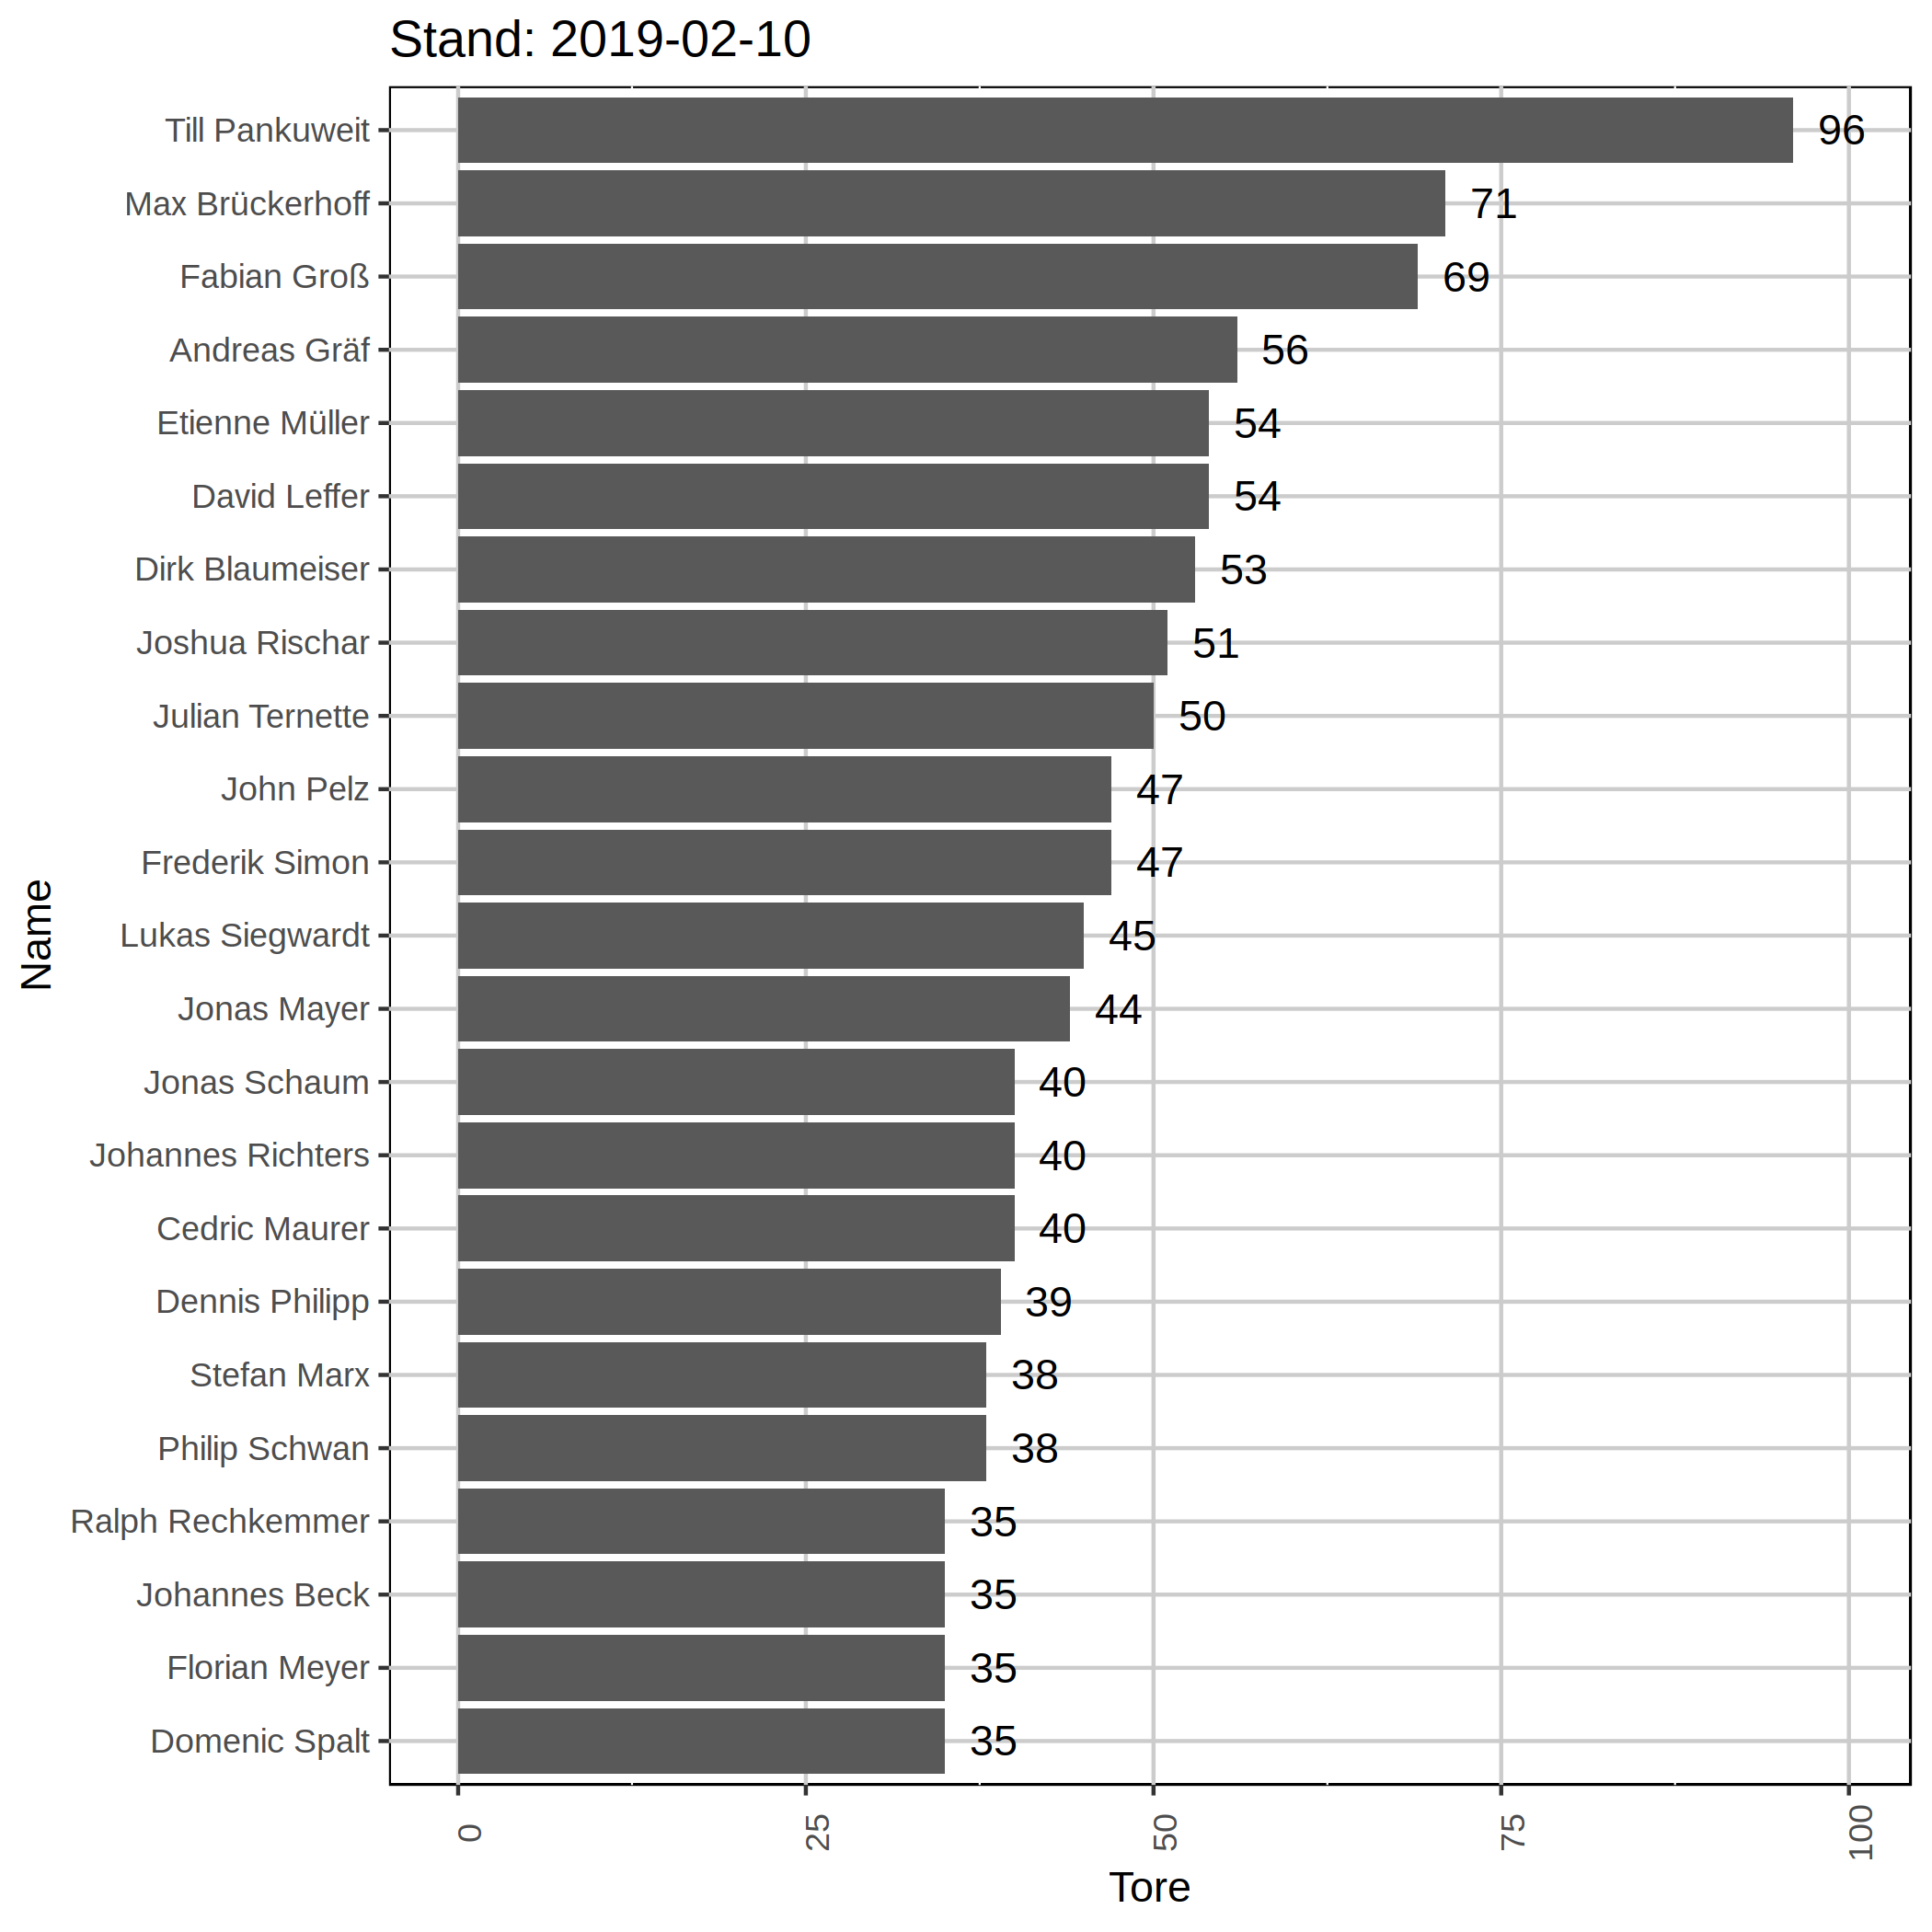 Stand: 2019-02-10
Till Pankuweit 96
Max Brückerhoff 71
Fabian Groß 69
Andreas Gräf 56
Etienne Müller 54
David Leffer 54
Dirk Blaumeiser 53
Joshua Rischar 51
Julian Ternette 50
John Pelz 47
Frederik Simon 47
Lukas Siegwardt 45
Jonas Mayer 44
Jonas Schaum 40
Johannes Richters 40
Cedric Maurer 40
Dennis Philipp 39
Stefan Marx 38
Philip Schwan 38
Ralph Rechkemmer 35
Johannes Beck 35
Florian Meyer 35
Domenic Spalt 35
Name
0 25 50 75 100
Tore